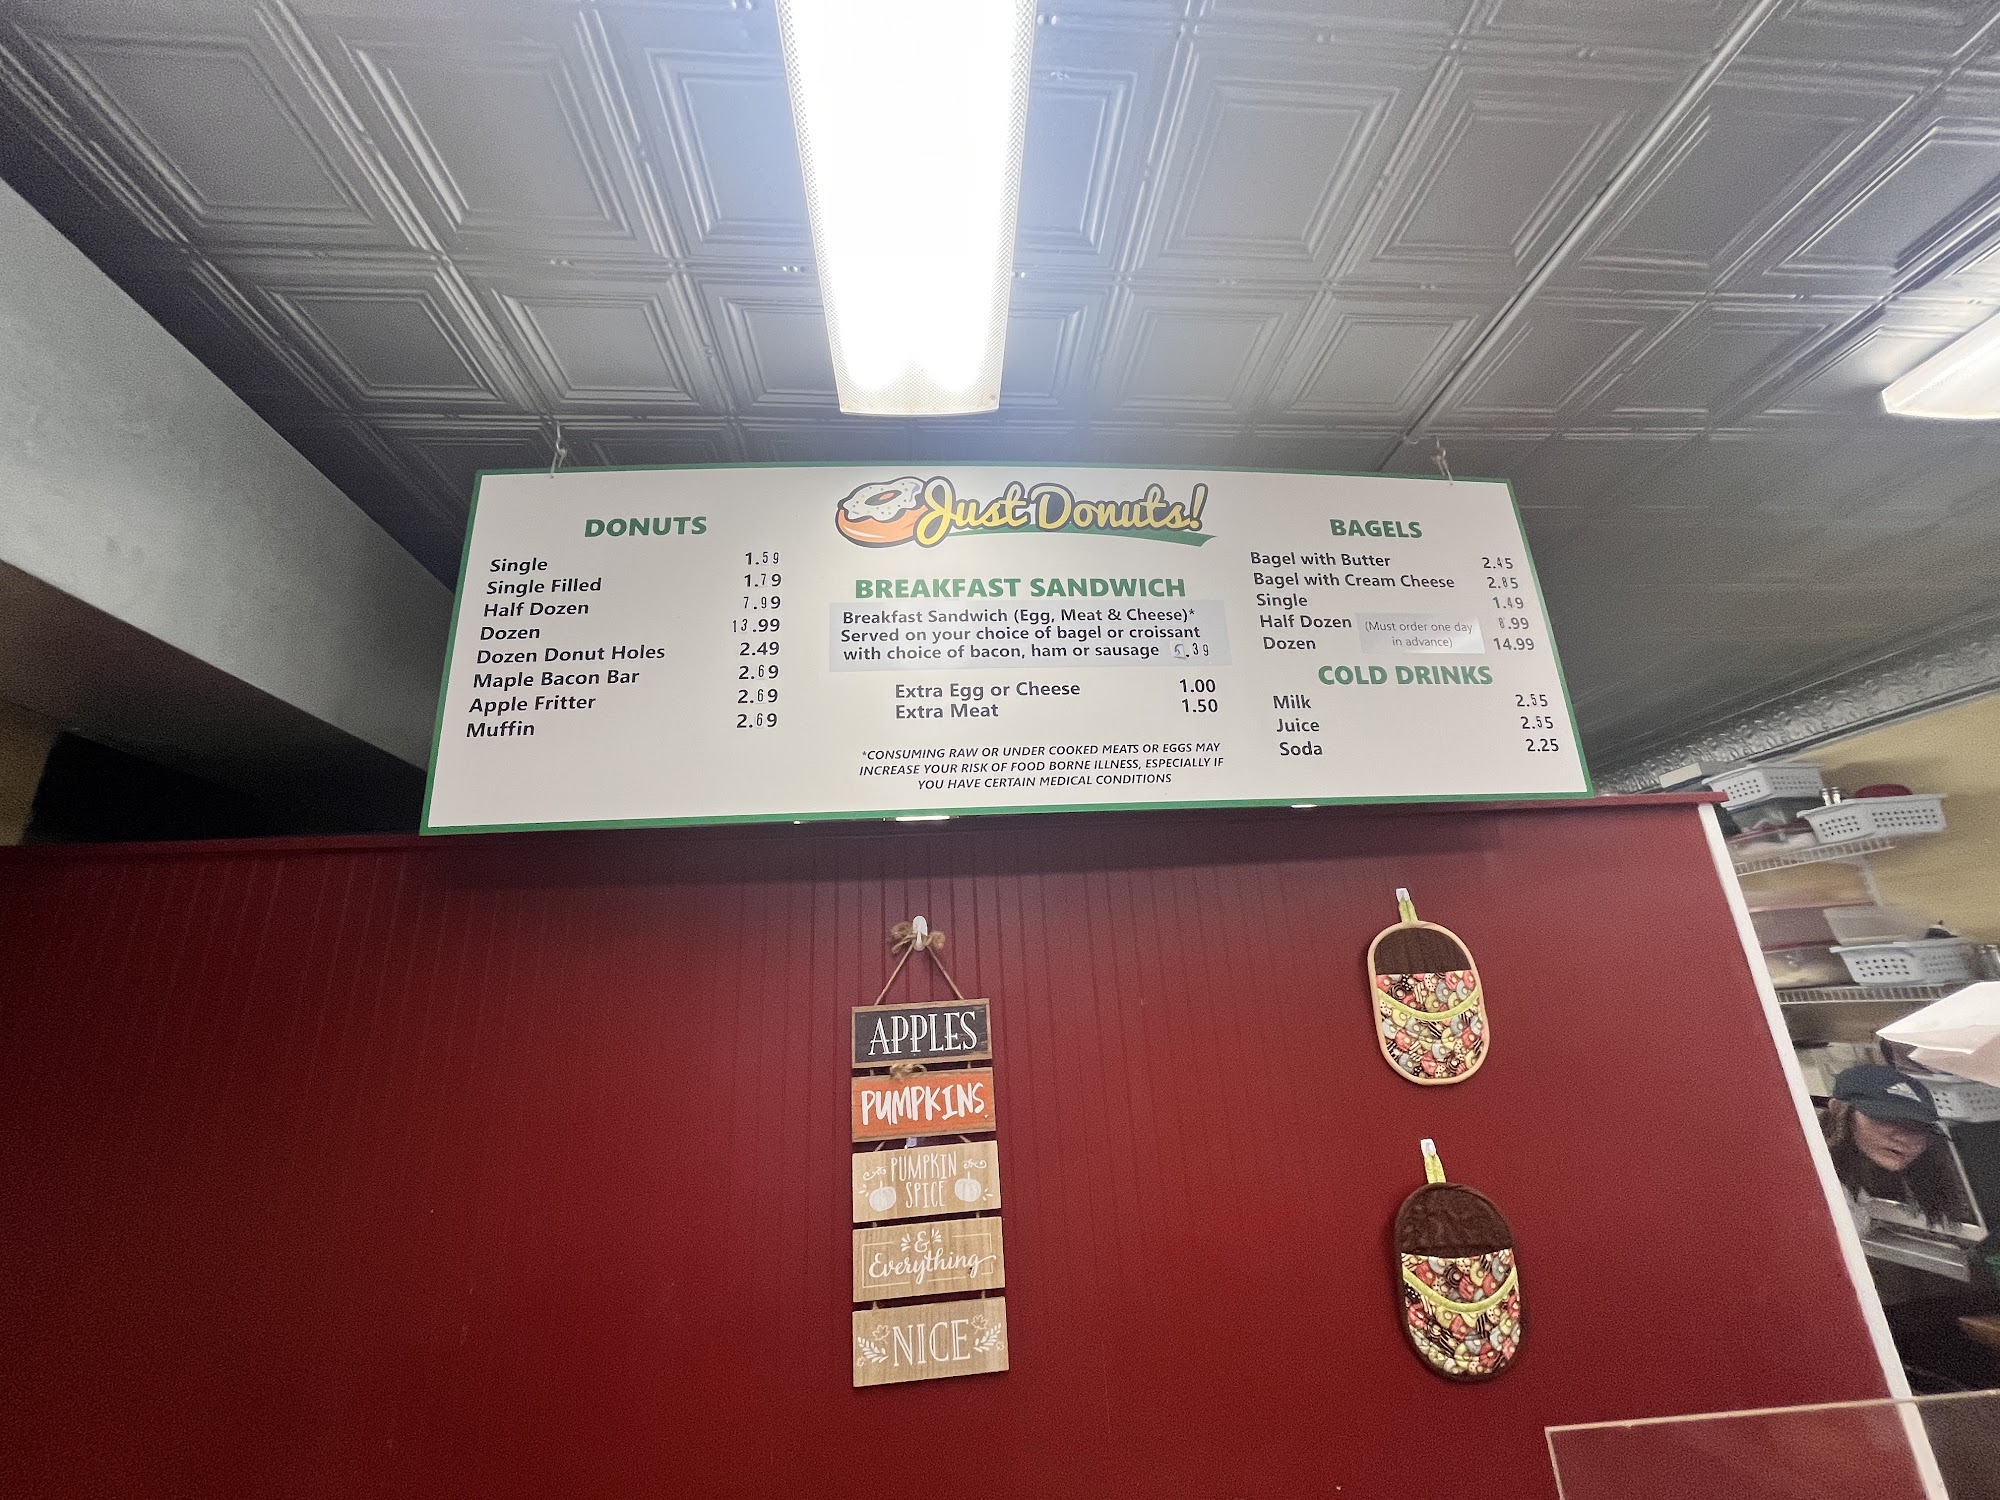 Just Donuts!
DONUTS
Single 1.59
Single Filled 1.79
Half Dozen 7.99
Dozen 13.99
Dozen Donut Holes 2.49
Maple Bacon Bar 2.69
Apple Fritter 2.69
Muffin 2.69
BREAKFAST SANDWICH
Breakfast Sandwich (Egg, Meat & Cheese)*
Served on your choice of bagel or croissant
with choice of bacon, ham or sausage 5.39
Extra Egg or Cheese 1.00
Extra Meat 1.50
*CONSUMING RAW OR UNDER COOKED MEATS OR EGGS MAY
INCREASE YOUR RISK OF FOOD BORNE ILLNESS, ESPECIALLY IF
YOU HAVE CERTAIN MEDICAL CONDITIONS
BAGELS
Bagel with Butter 2.45
Bagel with Cream Cheese 2.85
Single 1.49
Half Dozen 8.99
Dozen 14.99
(Must order one day
in advance)
COLD DRINKS
Milk 2.55
Juice 2.55
Soda 2.25
APPLES
PUMPKINS
PUMPKIN
SPICE
&
Everything
NICE